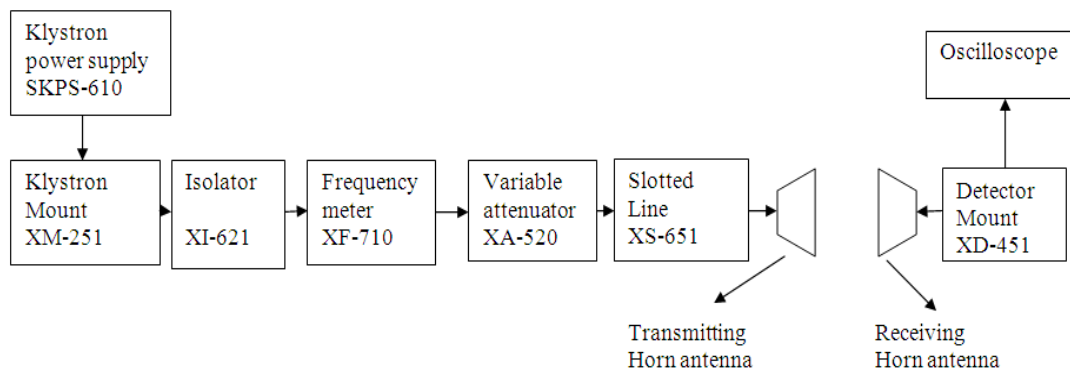 Klystron
power supply
SKPS-610
Oscilloscope
Klystron
Mount
XM-251
Isolator
XI-621
Frequency
meter
XF-710
Variable
attenuator
XA-520
Slotted
Line
XS-651
Detector
Mount
XD-451
Transmitting
Horn antenna
Receiving
Horn antenna